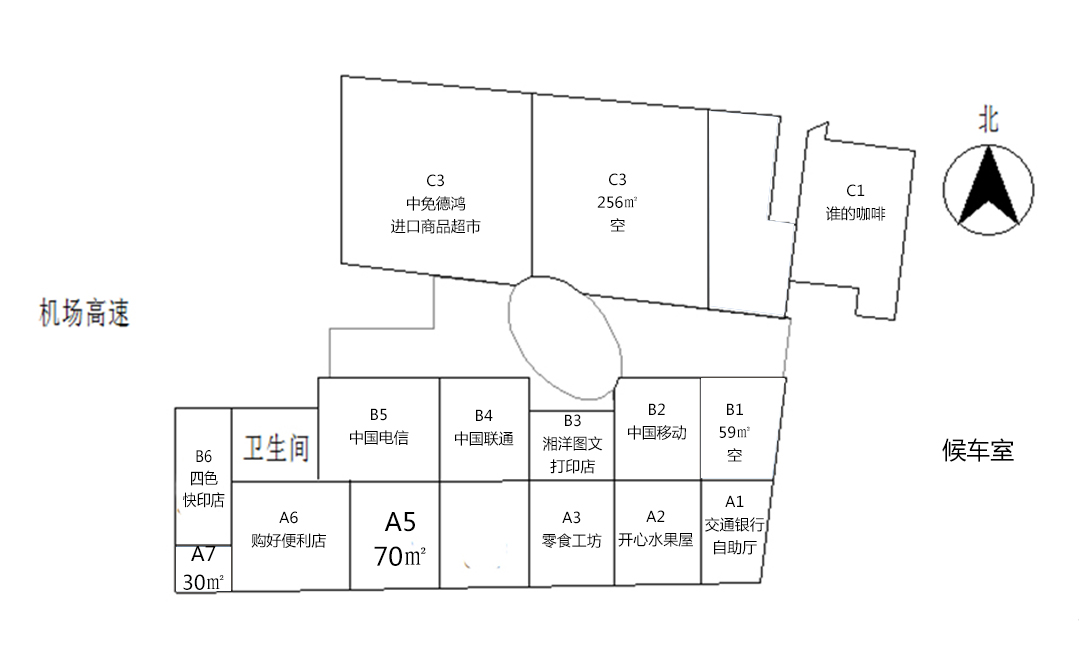 北
C3
中免德鸿
进口商品超市
C3
256㎡
空
C1
谁的咖啡
机场高速
B5
中国电信
B4
中国联通
B3
湘洋图文
打印店
B2
中国移动
B1
59㎡
空
候车室
B6
四色
快印店
卫生间
A7
30㎡
A6
购好便利店
A5
70㎡
A3
零食工坊
A2
开心水果屋
A1
交通银行
自助厅